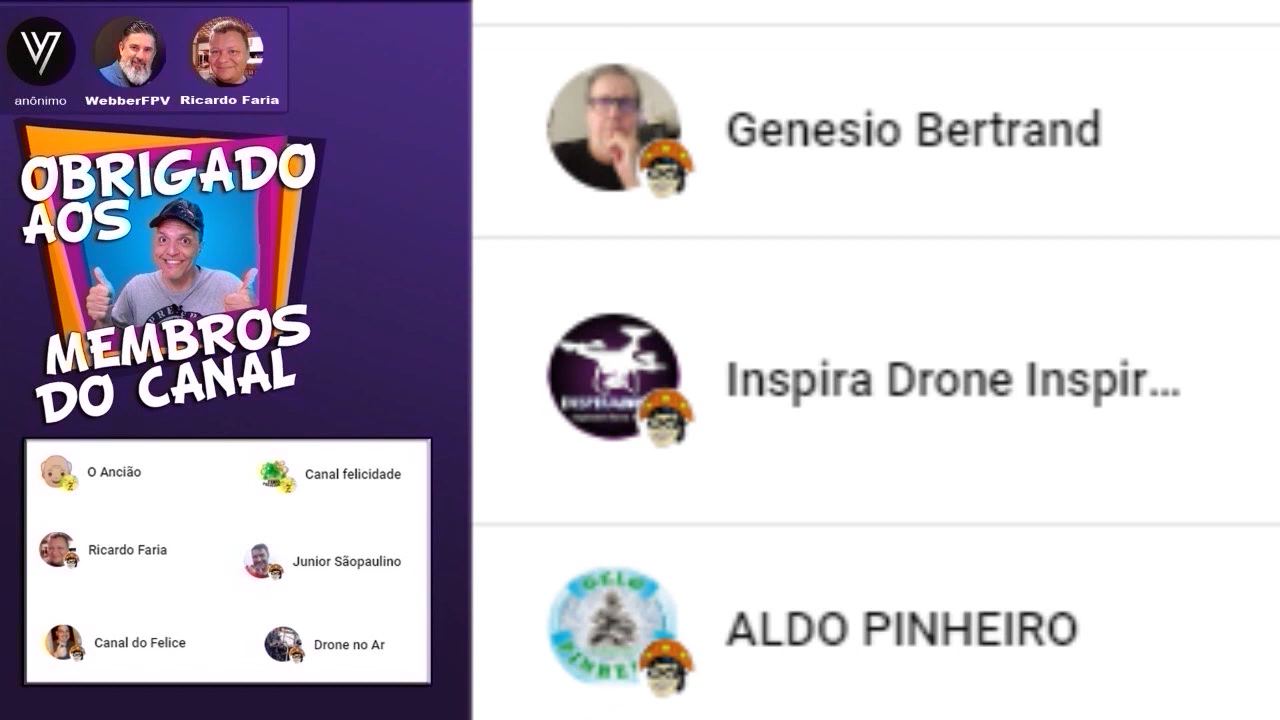 anônimo
WebberFPV
Ricardo Faria
OBRIGADO
AOS
MEMBROS
DO CANAL
O Ancião
Canal felicidade
Ricardo Faria
Junior Sãopaulino
Canal do Felice
Drone no Ar
Genesio Bertrand
Inspira Drone Inspir...
GELO
ALDO PINHEIRO